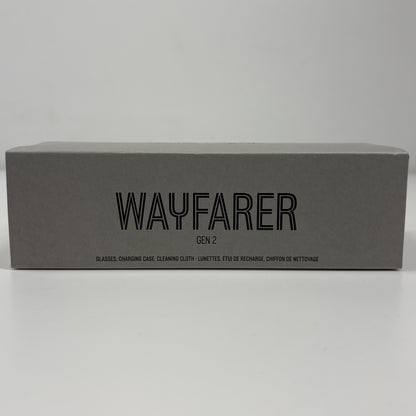 WAYFARER
GEN 2
GLASSES, CHARGING CASE, CLEANING CLOTH · LUNETTES, ÉTUI DE RECHARGE, CHIFFON DE NETTOYAGE